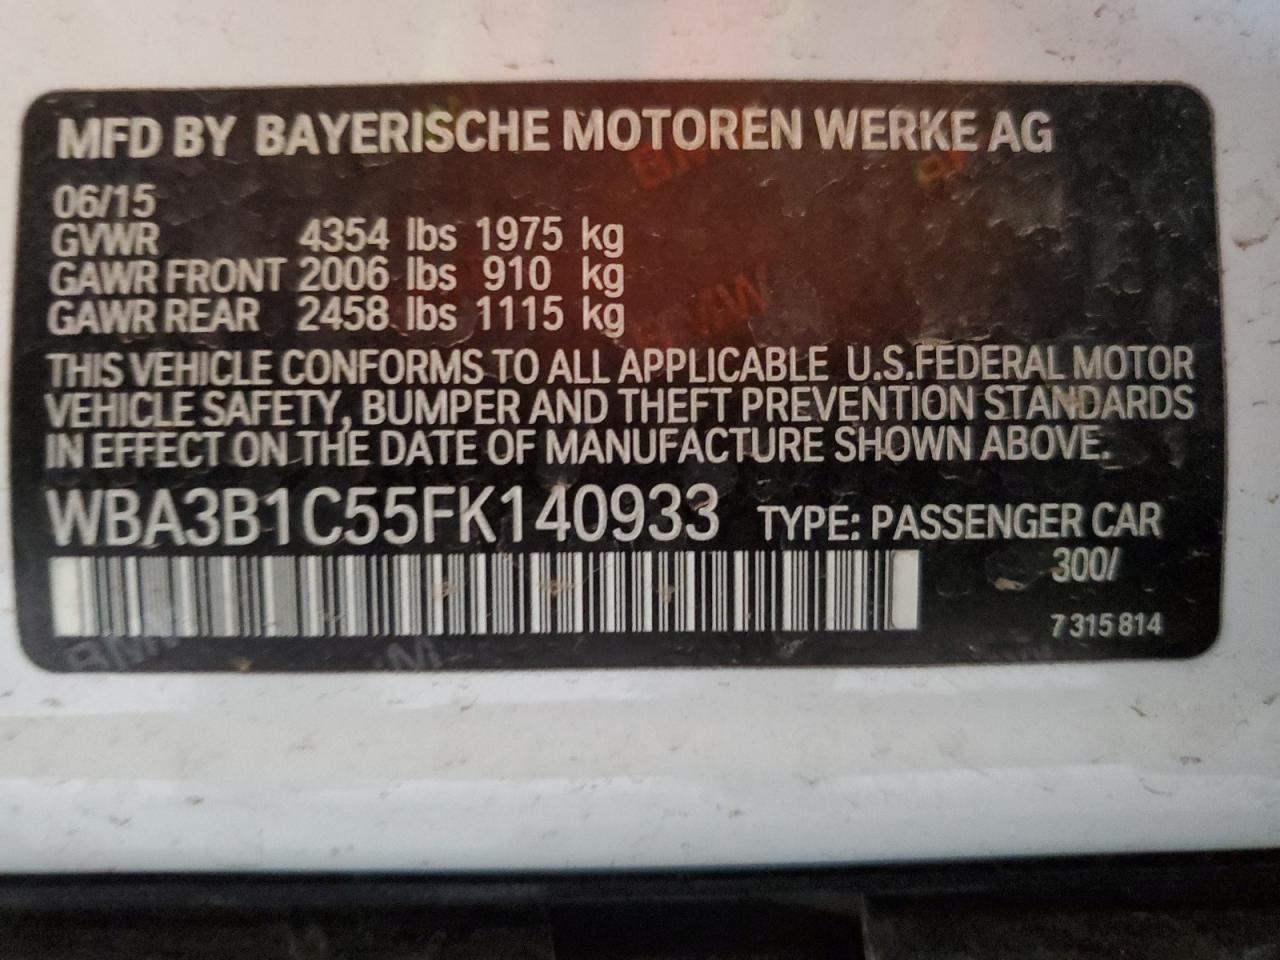 MFD BY BAYERISCHE MOTOREN WERKE AG
06/15
GVWR 4354 lbs 1975 kg
GAWR FRONT 2006 lbs 910 kg
GAWR REAR 2458 lbs 1115 kg
THIS VEHICLE CONFORMS TO ALL APPLICABLE U.S.FEDERAL MOTOR
VEHICLE SAFETY, BUMPER AND THEFT PREVENTION STANDARDS
IN EFFECT ON THE DATE OF MANUFACTURE SHOWN ABOVE.
WBA3B1C55FK140933 TYPE: PASSENGER CAR
300/
7 315 814